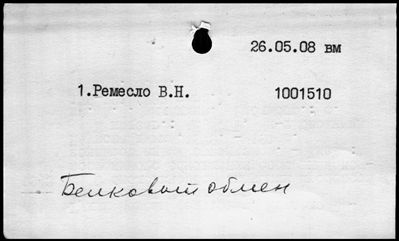 26.05.08 вм
1.Ремесло В.Н. 1001510
Белковый обмен